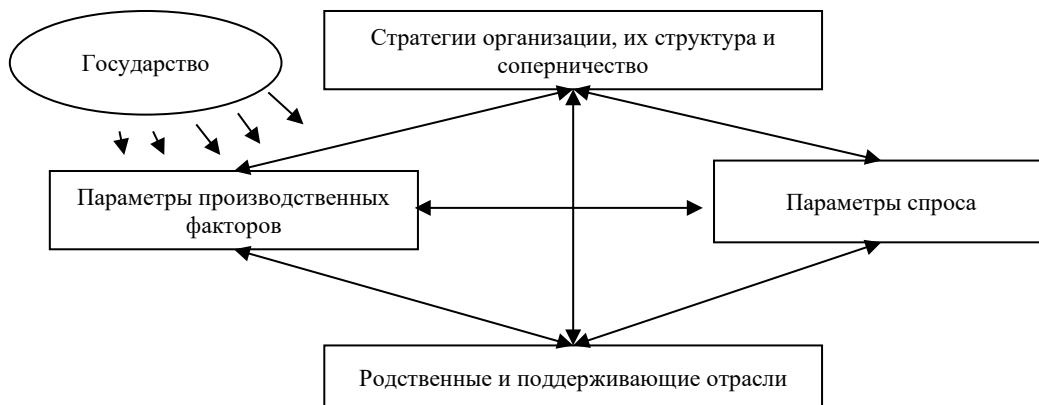 Государство
Стратегии организации, их структура и
соперничество
Параметры производственных
факторов
Параметры спроса
Родственные и поддерживающие отрасли